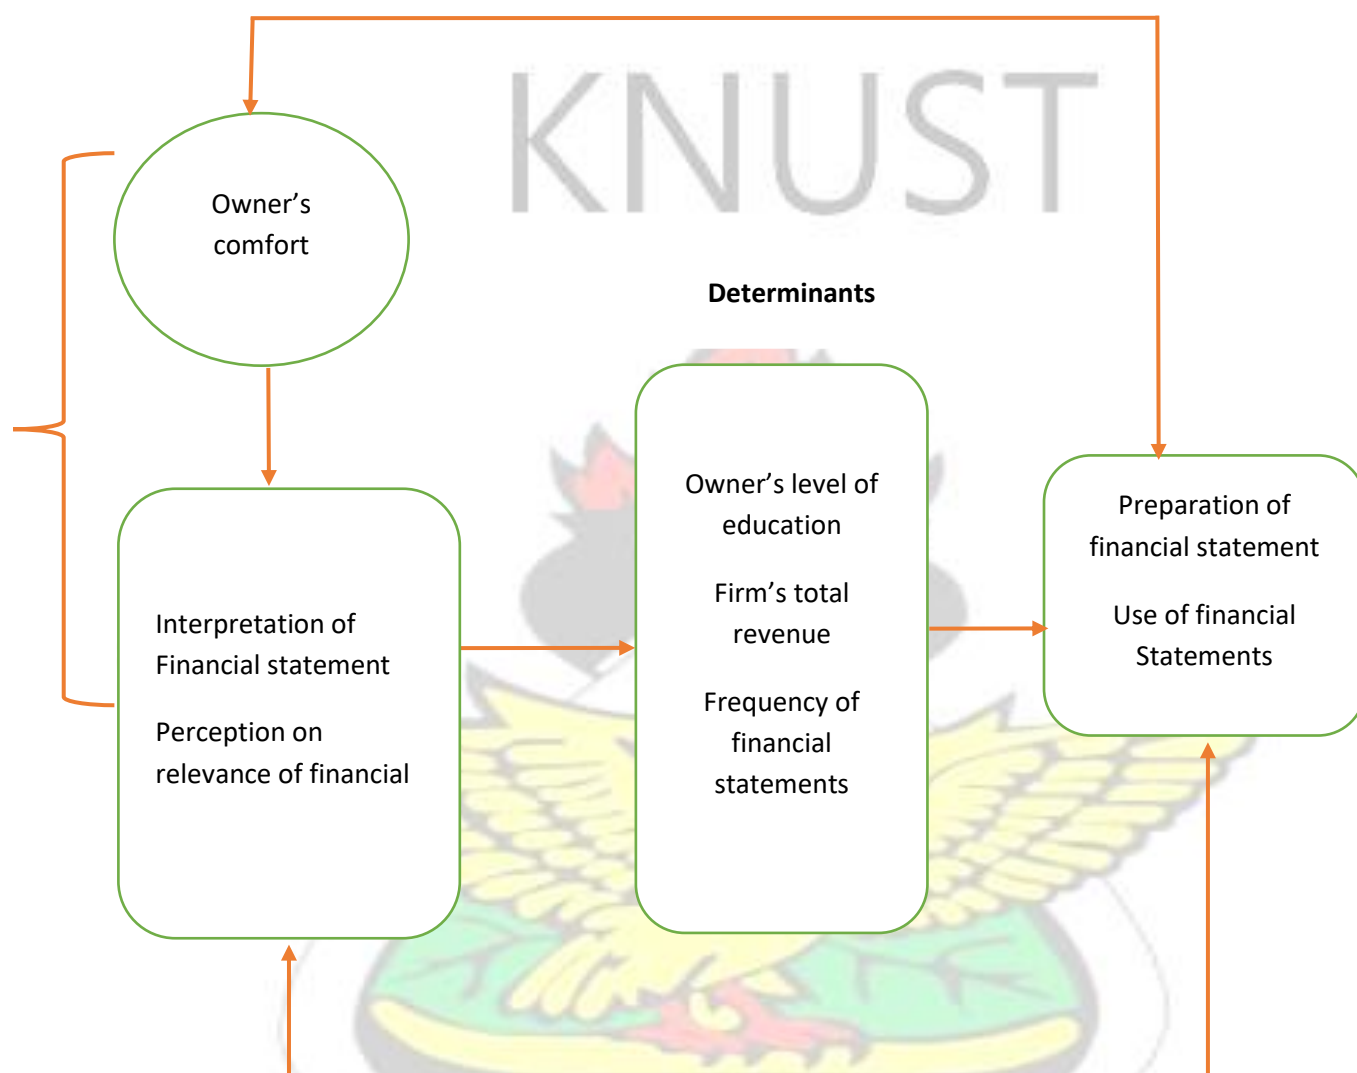 KNUST
Owner’s
comfort
Determinants
Interpretation of
Financial statement
Perception on
relevance of financial
Owner’s level of
education
Firm’s total
revenue
Frequency of
financial
statements
Preparation of
financial statement
Use of financial
Statements